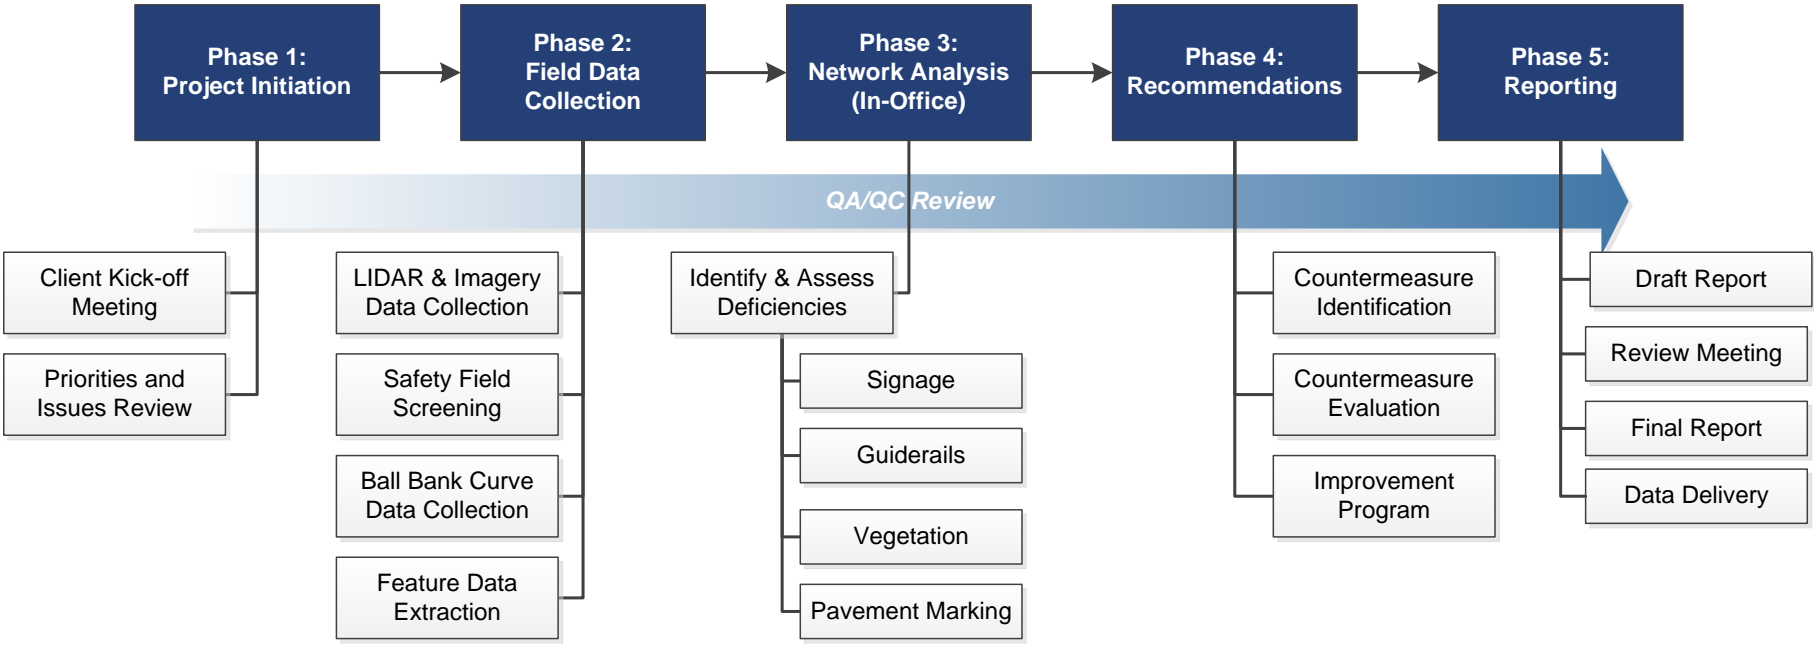 Phase 1:
Project Initiation
Phase 2:
Field Data
Collection
Phase 3:
Network Analysis
(In-Office)
Phase 4:
Recommendations
Phase 5:
Reporting
QA/QC Review
Client Kick-off
Meeting
Priorities and
Issues Review
LIDAR & Imagery
Data Collection
Safety Field
Screening
Ball Bank Curve
Data Collection
Feature Data
Extraction
Identify & Assess
Deficiencies
Signage
Guiderails
Vegetation
Pavement Marking
Countermeasure
Identification
Countermeasure
Evaluation
Improvement
Program
Draft Report
Review Meeting
Final Report
Data Delivery